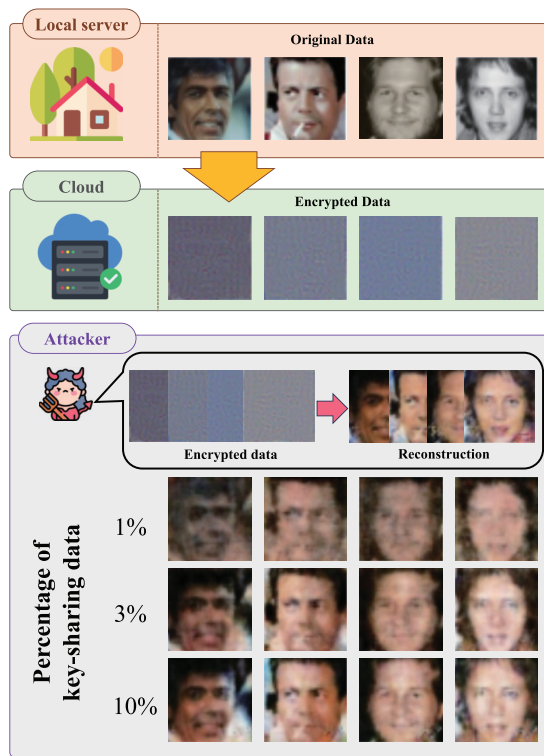 Local server
Original Data
Cloud
Encrypted Data
Attacker
Encrypted data
Reconstruction
Percentage of
key-sharing data
1%
3%
10%